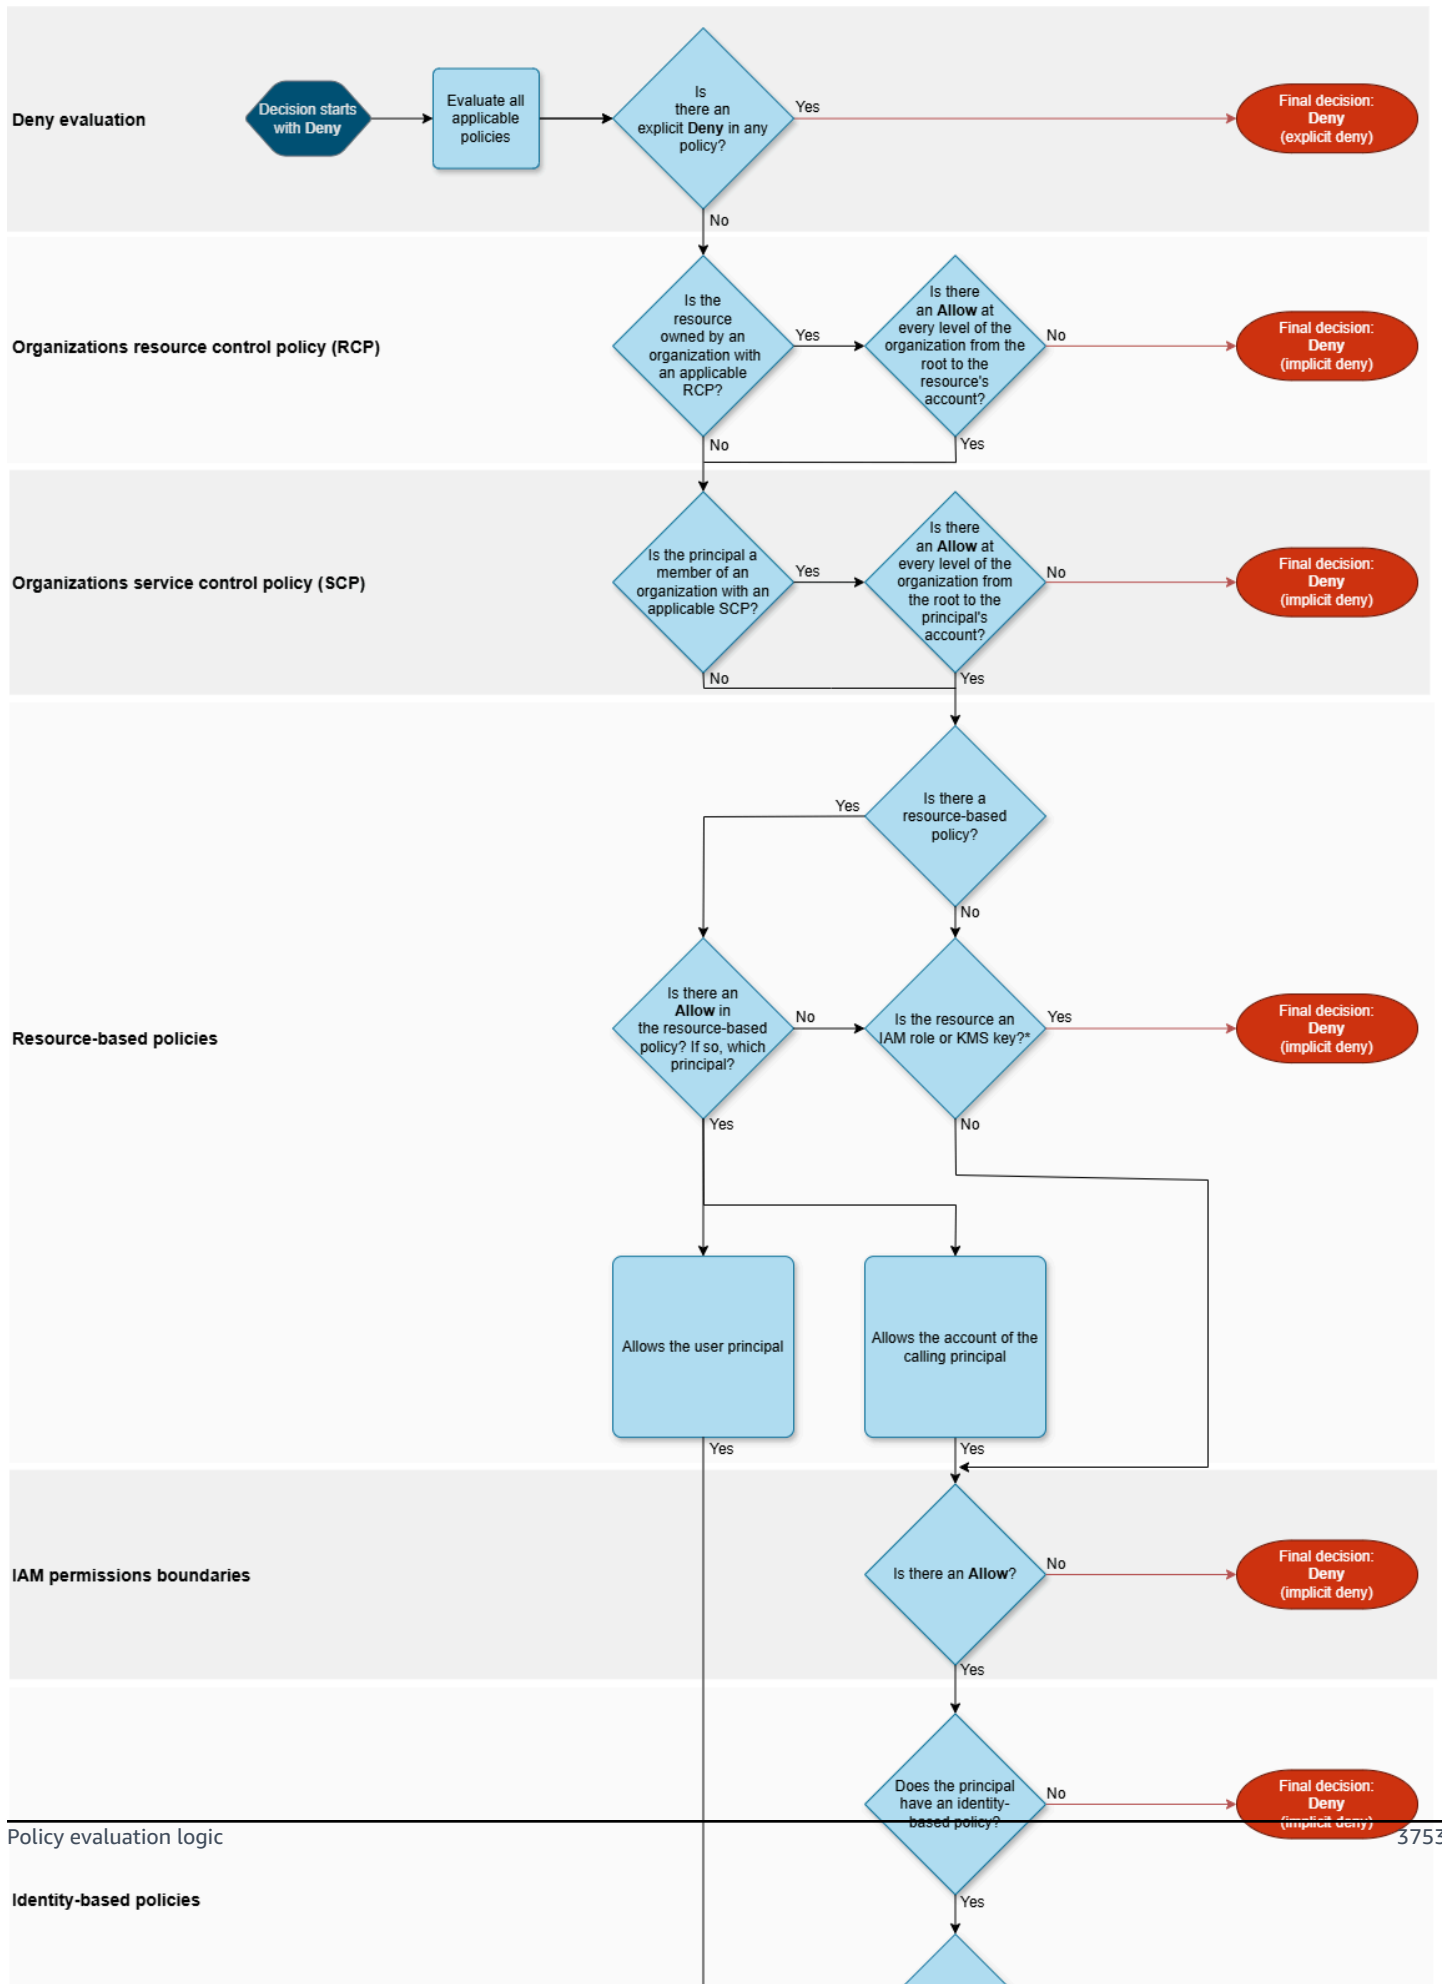 Deny evaluation
Decision starts
with Deny
Evaluate all
applicable
policies
Is
there an
explicit Deny in any
policy?
Yes
Final decision:
Deny
(explicit deny)
No
Organizations resource control policy (RCP)
Is the
resource
owned by an
organization with
an applicable
RCP?
Yes
Is there
an Allow at
every level of the
organization from the
root to the
resource's
account?
No
Final decision:
Deny
(implicit deny)
No
Yes
Organizations service control policy (SCP)
Is the principal a
member of an
organization with an
applicable SCP?
Yes
Is there
an Allow at
every level of the
organization from
the root to the
principal's
account?
No
Final decision:
Deny
(implicit deny)
No
Yes
Is there a
resource-based
policy?
Yes
No
Resource-based policies
Is there an
Allow in
the resource-based
policy? If so, which
principal?
No
Is the resource an
IAM role or KMS key?*
Yes
Final decision:
Deny
(implicit deny)
Yes
No
Allows the user principal
Allows the account of the
calling principal
Yes
Yes
IAM permissions boundaries
Is there an Allow?
No
Final decision:
Deny
(implicit deny)
Yes
Does the principal
have an identity-
based policy?
No
Final decision:
Deny
(implicit deny)
Policy evaluation logic
3753
Identity-based policies
Yes